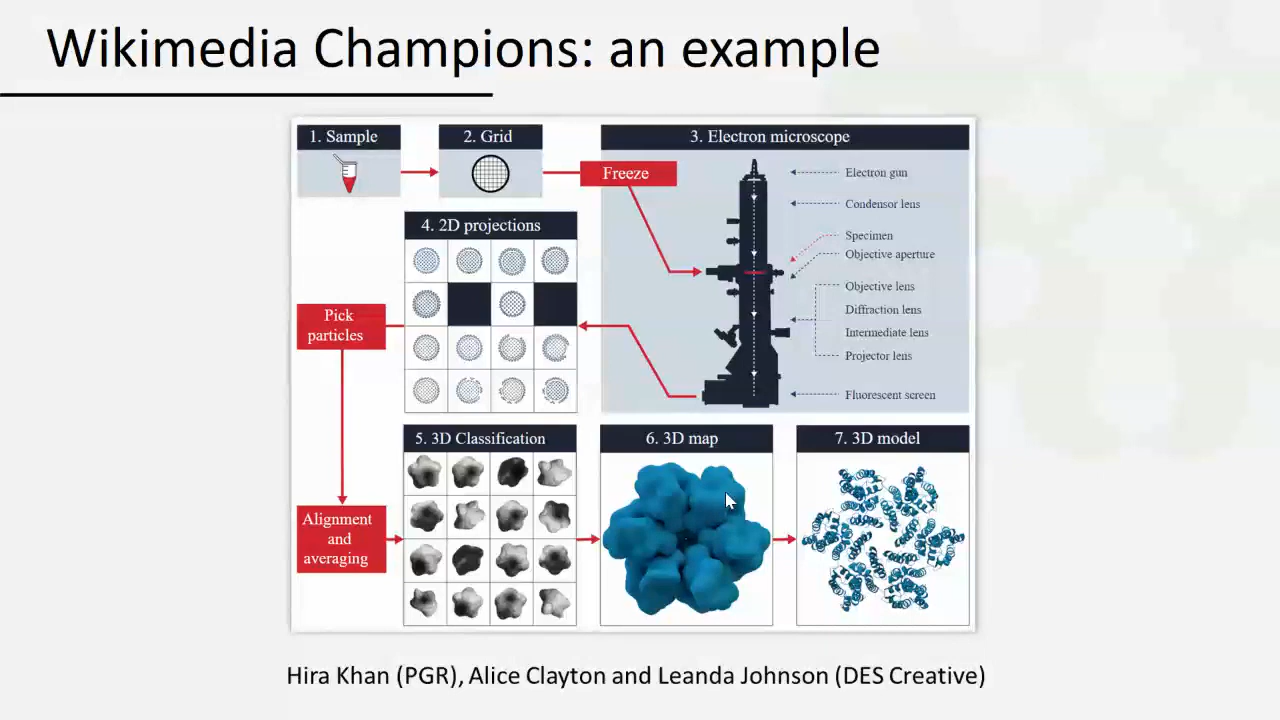 Wikimedia Champions: an example
1. Sample
2. Grid
Freeze
3. Electron microscope
Electron gun
Condensor lens
Specimen
Objective aperture
Objective lens
Diffraction lens
Intermediate lens
Projector lens
Fluorescent screen
4. 2D projections
Pick
particles
Alignment
and
averaging
5. 3D Classification
6. 3D map
7. 3D model
Hira Khan (PGR), Alice Clayton and Leanda Johnson (DES Creative)